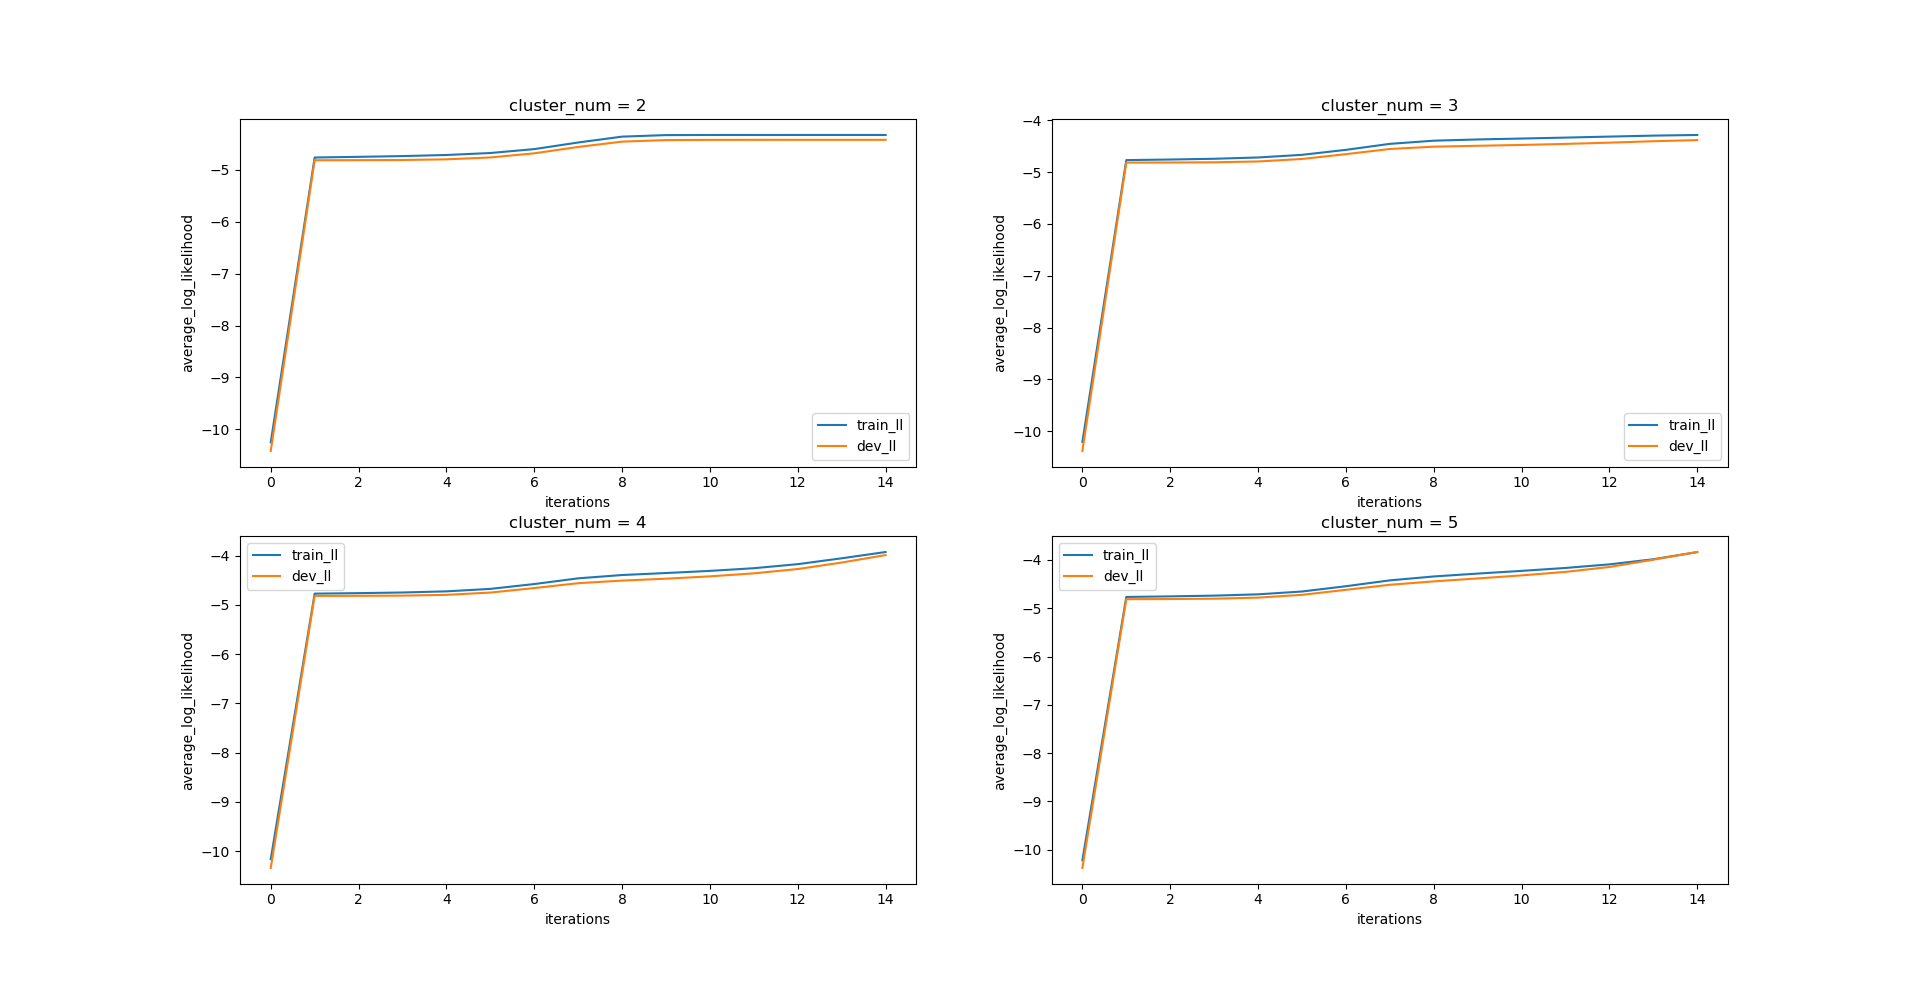 cluster_num = 2
average_log_likelihood
−5
−6
−7
−8
−9
−10
train_ll
dev_ll
0 2 4 6 8 10 12 14
iterations
cluster_num = 3
average_log_likelihood
−4
−5
−6
−7
−8
−9
−10
train_ll
dev_ll
0 2 4 6 8 10 12 14
iterations
cluster_num = 4
average_log_likelihood
−4
−5
−6
−7
−8
−9
−10
train_ll
dev_ll
0 2 4 6 8 10 12 14
iterations
cluster_num = 5
average_log_likelihood
−4
−5
−6
−7
−8
−9
−10
train_ll
dev_ll
0 2 4 6 8 10 12 14
iterations